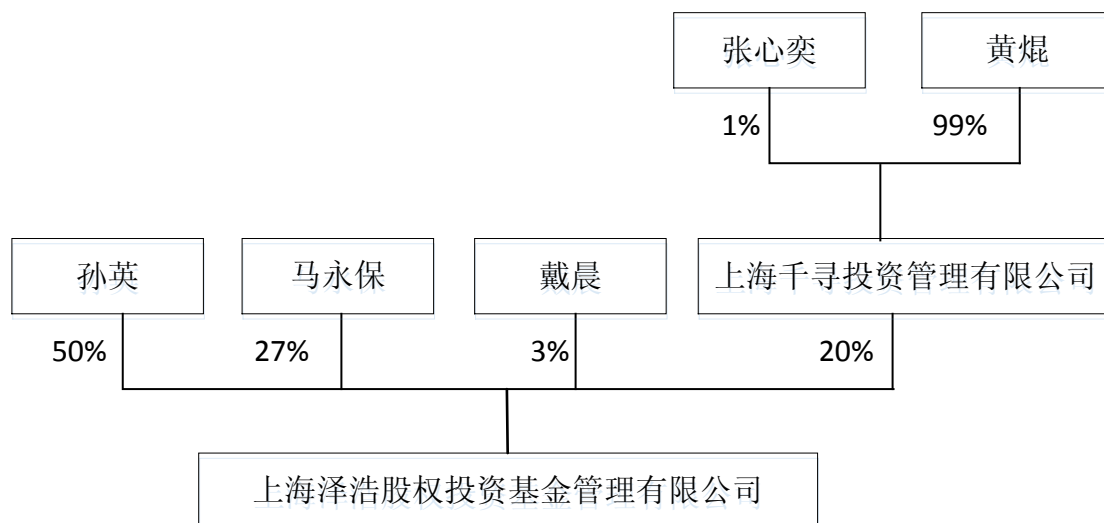 张心奕
黄焜
1%
99%
孙英
马永保
戴晨
上海千寻投资管理有限公司
50%
27%
3%
20%
上海泽浩股权投资基金管理有限公司